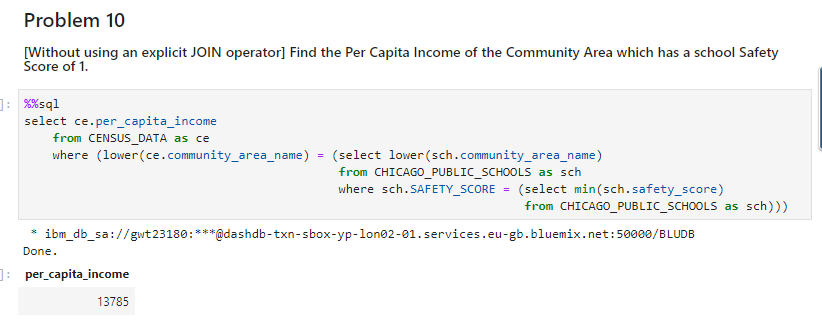 Problem 10
[Without using an explicit JOIN operator] Find the Per Capita Income of the Community Area which has a school Safety
Score of 1.
]:
%%sql
select ce.per_capita_income
from CENSUS_DATA as ce
where (lower(ce.community_area_name) = (select lower(sch.community_area_name)
from CHICAGO_PUBLIC_SCHOOLS as sch
where sch.SAFETY_SCORE = (select min(sch.safety_score)
from CHICAGO_PUBLIC_SCHOOLS as sch)))
* ibm_db_sa://gwt23180:***@dashdb-txn-sbox-yp-lon02-01.services.eu-gb.bluemix.net:50000/BLUDB
Done.
]:
per_capita_income
13785